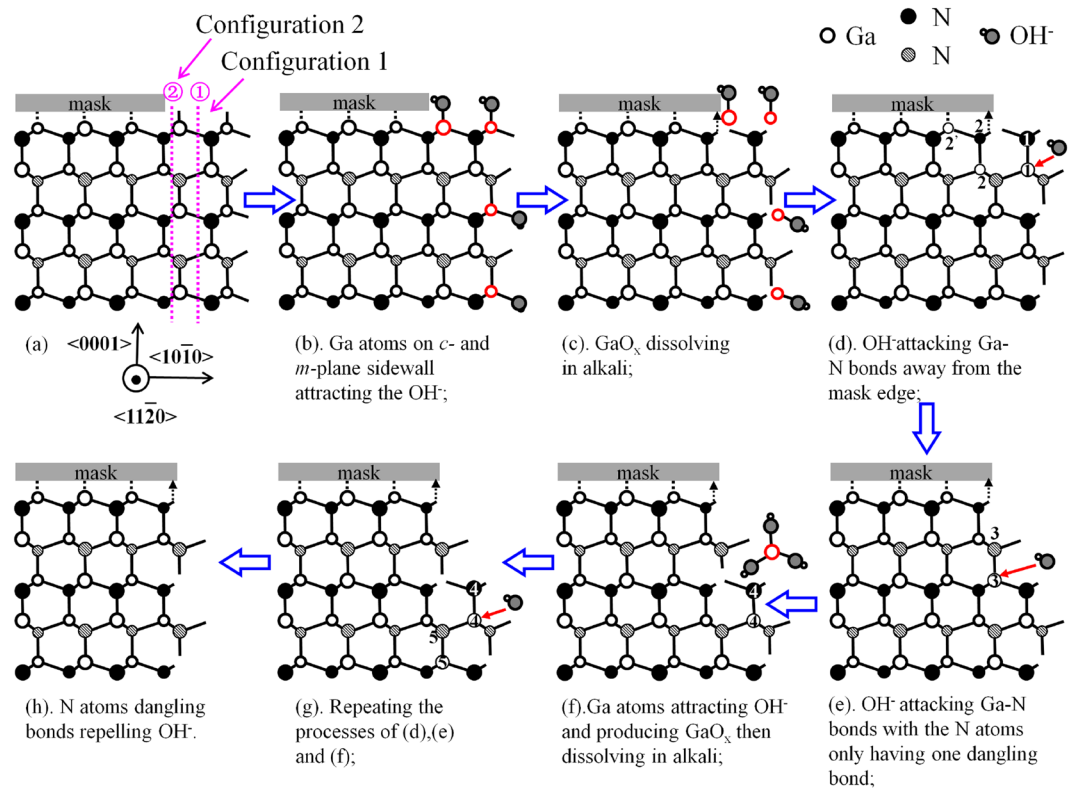 Configuration 2
Configuration 1
Ga
N
N
OH⁻
② ①
mask
mask
mask
mask
2' 2 1
2 1
(a)
<0001>
<101̄0>
<112̄0>
(b). Ga atoms on c- and
m-plane sidewall
attracting the OH⁻;
(c). GaOₓ dissolving
in alkali;
(d). OH⁻attacking Ga-
N bonds away from the
mask edge;
mask
mask
mask
mask
3
3
4
4
4
4
5
5
(h). N atoms dangling
bonds repelling OH⁻.
(g). Repeating the
processes of (d),(e)
and (f);
(f).Ga atoms attracting OH⁻
and producing GaOₓ then
dissolving in alkali;
(e). OH⁻ attacking Ga-N
bonds with the N atoms
only having one dangling
bond;